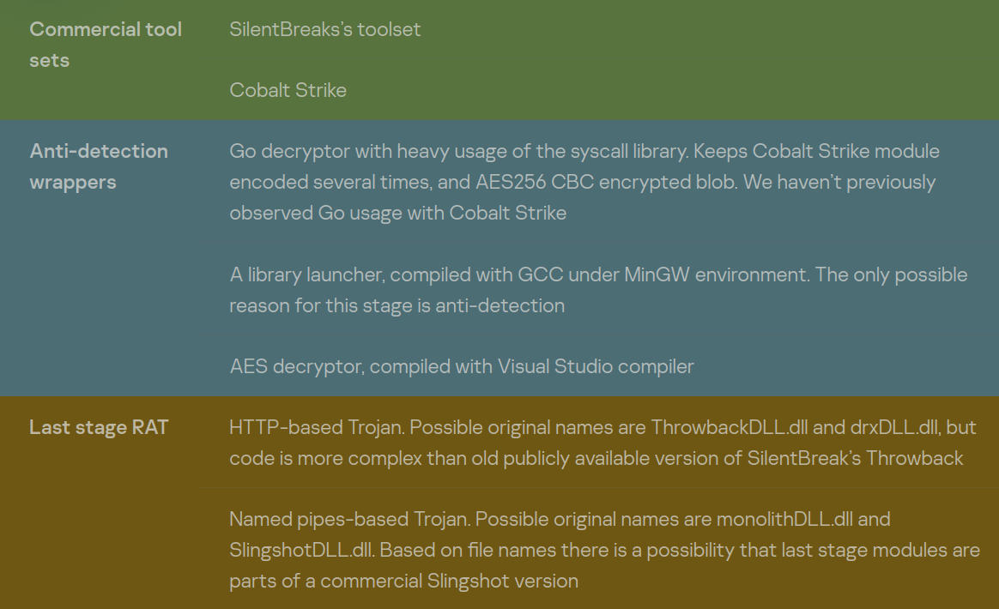 Commercial tool
sets
SilentBreaks’s toolset
Cobalt Strike
Anti-detection
wrappers
Go decryptor with heavy usage of the syscall library. Keeps Cobalt Strike module
encoded several times, and AES256 CBC encrypted blob. We haven’t previously
observed Go usage with Cobalt Strike
A library launcher, compiled with GCC under MinGW environment. The only possible
reason for this stage is anti-detection
AES decryptor, compiled with Visual Studio compiler
Last stage RAT
HTTP-based Trojan. Possible original names are ThrowbackDLL.dll and drxDLL.dll, but
code is more complex than old publicly available version of SilentBreak’s Throwback
Named pipes-based Trojan. Possible original names are monolithDLL.dll and
SlingshotDLL.dll. Based on file names there is a possibility that last stage modules are
parts of a commercial Slingshot version